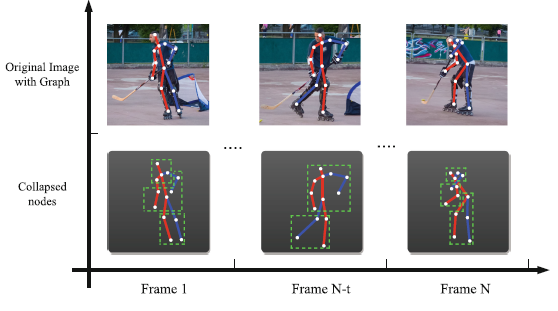 Original Image
with Graph
....
....
Collapsed
nodes
Frame 1
Frame N-t
Frame N